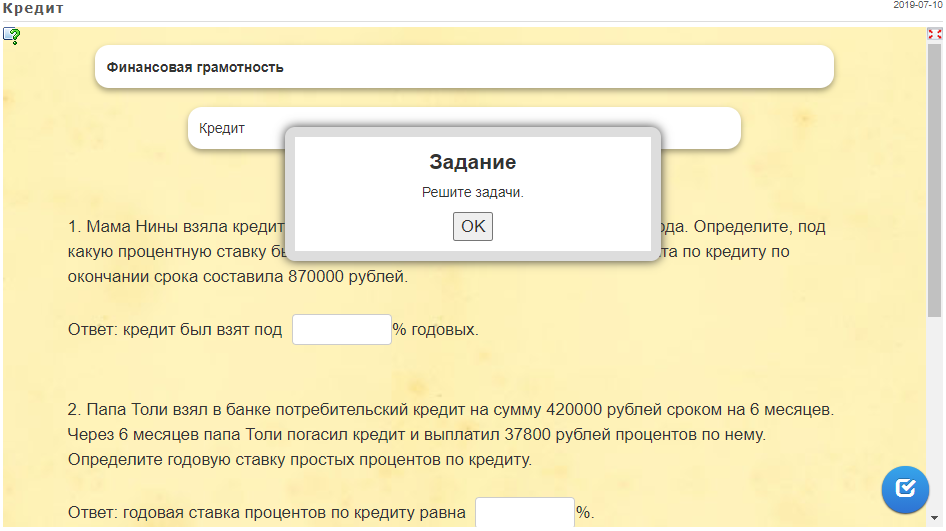 Кредит
2019-07-10
Финансовая грамотность
Кредит
Задание
Решите задачи.
OK
1. Мама Нины взяла кредит ода. Определите, под
какую процентную ставку бы та по кредиту по
окончании срока составила 870000 рублей.
Ответ: кредит был взят под % годовых.
2. Папа Толи взял в банке потребительский кредит на сумму 420000 рублей сроком на 6 месяцев.
Через 6 месяцев папа Толи погасил кредит и выплатил 37800 рублей процентов по нему.
Определите годовую ставку простых процентов по кредиту.
Ответ: годовая ставка процентов по кредиту равна %.